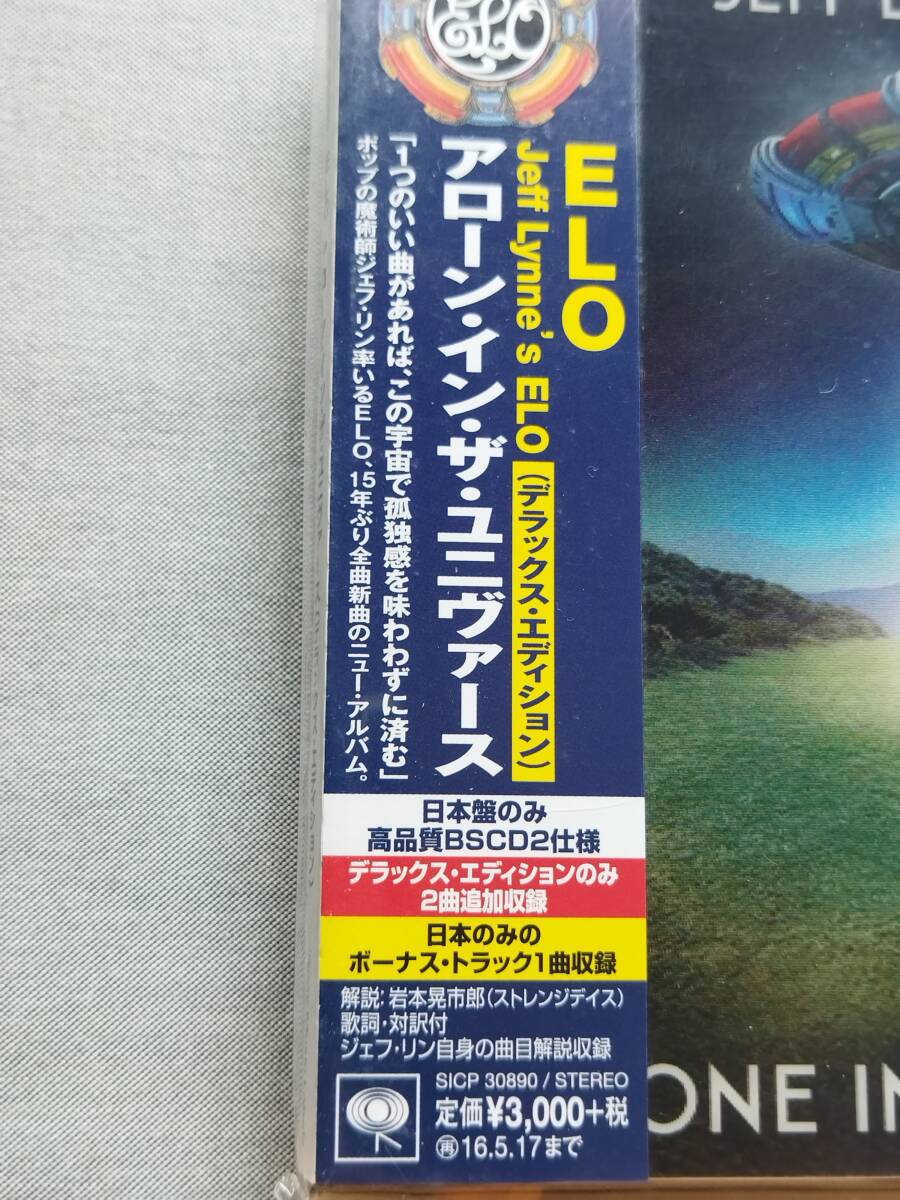 ELO
ELO
Jeff Lynne's ELO (デラックス・エディション)
アローン・イン・ザ・ユニヴァース
「1つのいい曲があれば、この宇宙で孤独感を味わわずに済む」
ポップの魔術師ジェフ・リン率いるELO、15年ぶり全曲新曲のニュー・アルバム。
日本盤のみ
高品質BSCD2仕様
デラックス・エディションのみ
2曲追加収録
日本のみの
ボーナス・トラック1曲収録
解説:岩本晃市郎(ストレンジデイス)
歌詞・対訳付
ジェフ・リン自身の曲目解説収録
SICP 30890 / STEREO
定価¥3,000+税
再16.5.17まで
ONE IN